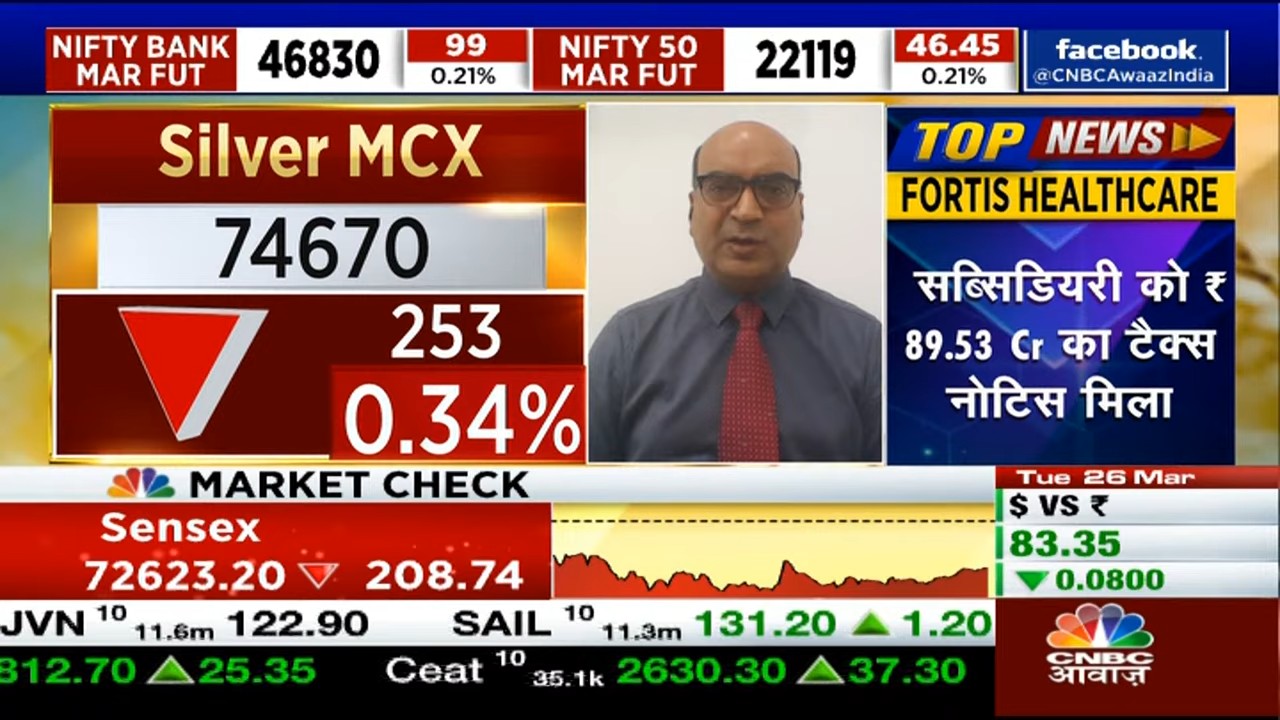 NIFTY BANK
MAR FUT
46830
99
0.21%
NIFTY 50
MAR FUT
22119
46.45
0.21%
facebook.
@CNBCAwaazIndia
Silver MCX
74670
253
0.34%
TOP NEWS
FORTIS HEALTHCARE
सब्सिडियरी को ₹
89.53 Cr का टैक्स
नोटिस मिला
MARKET CHECK
Sensex
72623.20 208.74
Tue 26 Mar
$ VS ₹
83.35
0.0800
JVN 10 11.6m 122.90 SAIL 10 11.3m 131.20 1.20
812.70 25.35 Ceat 10 35.1k 2630.30 37.30
CNBC
आवाज़